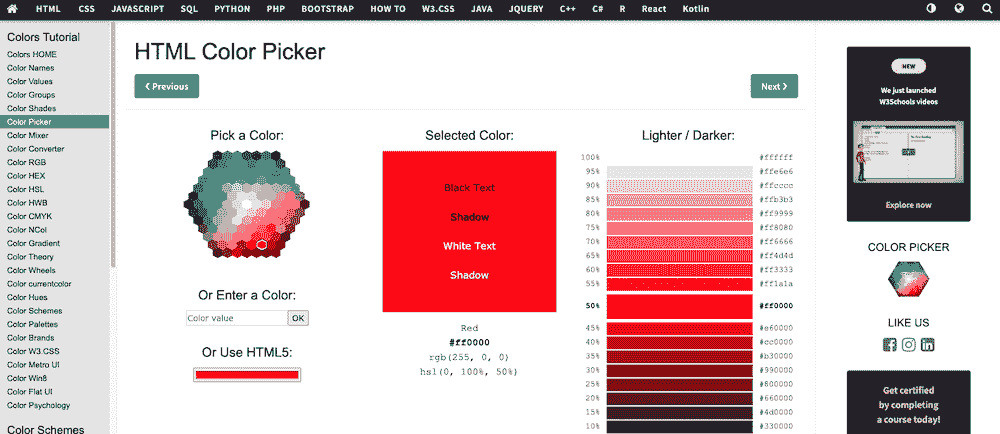 HTML CSS JAVASCRIPT SQL PYTHON PHP BOOTSTRAP HOW TO W3.CSS JAVA JQUERY C++ C# R React Kotlin
Colors Tutorial
Colors HOME
Color Names
Color Values
Color Groups
Color Shades
Color Picker
Color Mixer
Color Converter
Color RGB
Color HEX
Color HSL
Color HWB
Color CMYK
Color NCol
Color Gradient
Color Theory
Color Wheels
Color currentcolor
Color Hues
Color Schemes
Color Palettes
Color Brands
Color W3.CSS
Color Metro UI
Color Win8
Color Flat UI
Color Psychology
Color Schemes
HTML Color Picker
❮ Previous
Next ❯
Pick a Color:
Or Enter a Color:
Color value OK
Or Use HTML5:
Selected Color:
Black Text
Shadow
White Text
Shadow
Red
#ff0000
rgb(255, 0, 0)
hsl(0, 100%, 50%)
Lighter / Darker:
100% #ffffff
95% #ffe6e6
90% #ffcccc
85% #ffb3b3
80% #ff9999
75% #ff8080
70% #ff6666
65% #ff4d4d
60% #ff3333
55% #ff1a1a
50% #ff0000
45% #e60000
40% #cc0000
35% #b30000
30% #990000
25% #800000
20% #660000
15% #4d0000
10% #330000
NEW
We just launched
W3Schools videos
Explore now
COLOR PICKER
LIKE US
Get certified
by completing
a course today!